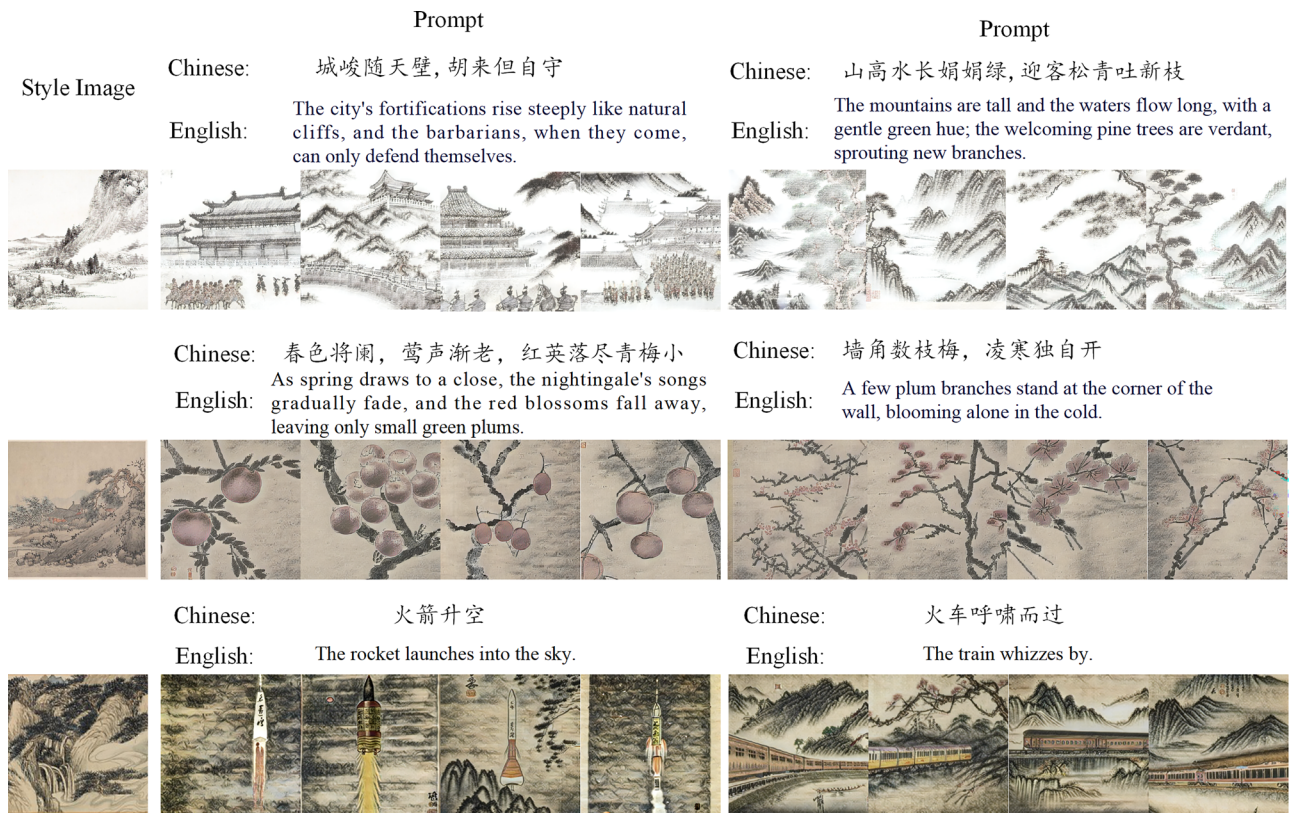 Prompt
Prompt
Style Image
Chinese:
城峻随天壁,胡来但自守
English:
The city's fortifications rise steeply like natural
cliffs, and the barbarians, when they come,
can only defend themselves.
Chinese:
山高水长娟娟绿,迎客松青吐新枝
English:
The mountains are tall and the waters flow long, with a
gentle green hue; the welcoming pine trees are verdant,
sprouting new branches.
Chinese:
春色将阑，莺声渐老，红英落尽青梅小
English:
As spring draws to a close, the nightingale's songs
gradually fade, and the red blossoms fall away,
leaving only small green plums.
Chinese:
墙角数枝梅，凌寒独自开
English:
A few plum branches stand at the corner of the
wall, blooming alone in the cold.
Chinese:
火箭升空
English:
The rocket launches into the sky.
Chinese:
火车呼啸而过
English:
The train whizzes by.